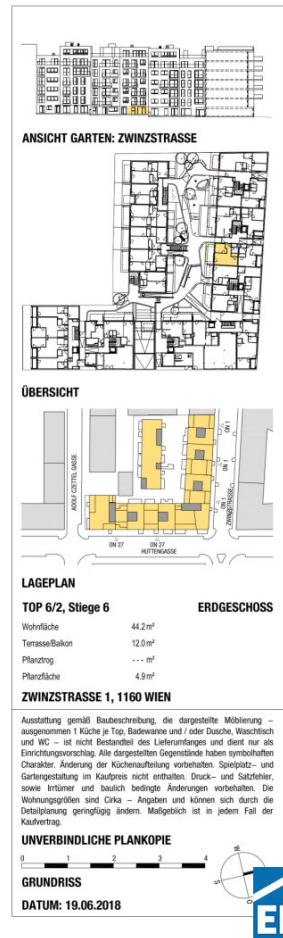 ANSICHT GARTEN: ZWINZSTRASSE
ÜBERSICHT
ADOLF CZETTEL GASSE
ON 1
ON 1
ON 1
ZWINZSTRASSE
ON 27
ON 27
HUTTENGASSE
LAGEPLAN
TOP 6/2, Stiege 6 ERDGESCHOSS
Wohnfläche 44.2 m²
Terrasse/Balkon 12.0 m²
Pflanztrog --- m²
Pflanzfläche 4.9 m²
ZWINZSTRASSE 1, 1160 WIEN
Ausstattung gemäß Baubeschreibung, die dargestellte Möblierung –
ausgenommen 1 Küche je Top, Badewanne und / oder Dusche, Waschtisch
und WC – ist nicht Bestandteil des Lieferumfanges und dient nur als
Einrichtungsvorschlag. Alle dargestellten Gegenstände haben symbolhaften
Charakter. Änderung der Küchenaufteilung vorbehalten. Spielplatz– und
Gartengestaltung im Kaufpreis nicht enthalten. Druck– und Satzfehler,
sowie Irrtümer und baulich bedingte Änderungen vorbehalten. Die
Wohnungsgrößen sind Cirka – Angaben und können sich durch die
Detailplanung geringfügig ändern. Maßgeblich ist in jedem Fall der
Kaufvertrag.
UNVERBINDLICHE PLANKOPIE
0 1 2 3 4
GRUNDRISS
DATUM: 19.06.2018
W
S
O